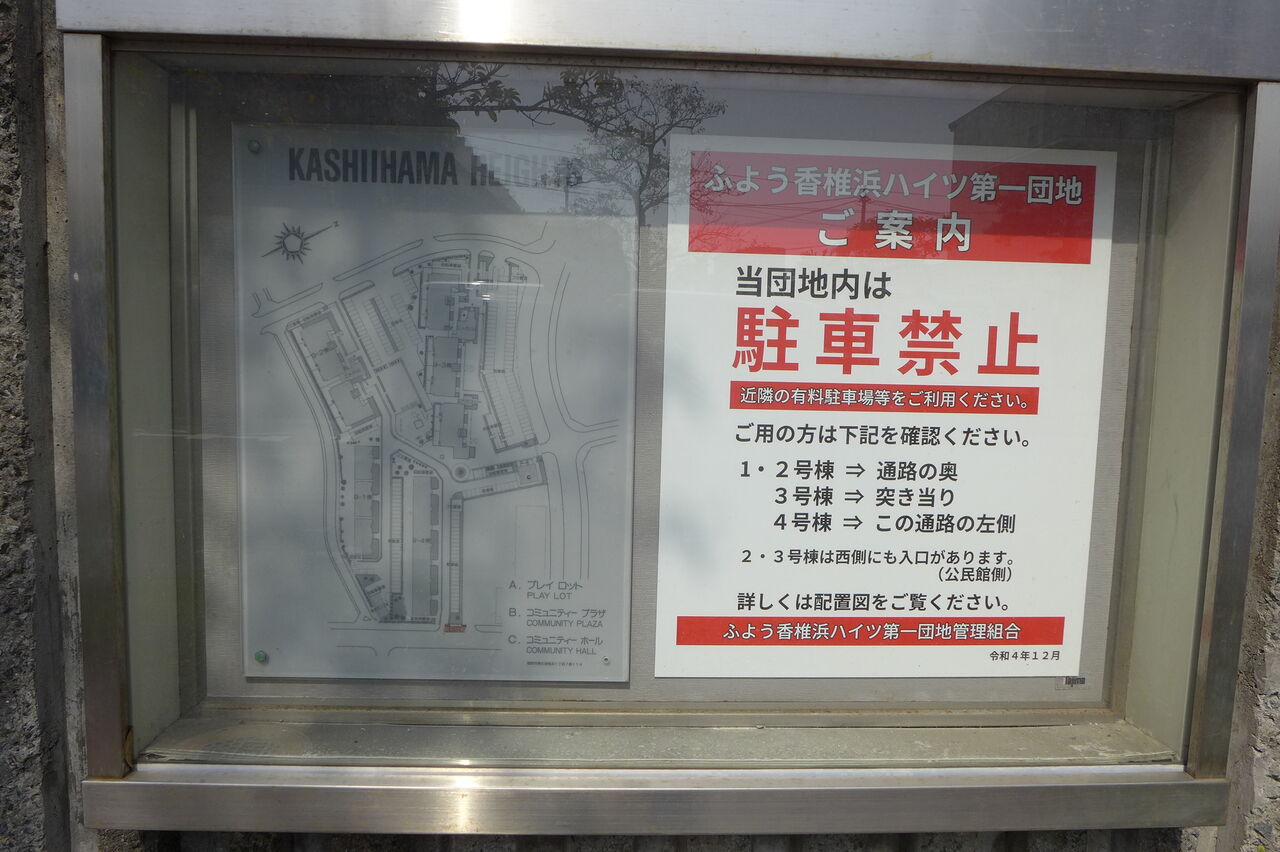 KASHIIHAMA HEIGHTS
A. プレイ ロット
PLAY LOT
B. コミュニティー プラザ
COMMUNITY PLAZA
C. コミュニティー ホール
COMMUNITY HALL
ふよう香椎浜ハイツ第一団地
ご案内
当団地内は
駐車禁止
近隣の有料駐車場等をご利用ください。
ご用の方は下記を確認ください。
1・2号棟 ⇒ 通路の奥
3号棟 ⇒ 突き当り
4号棟 ⇒ この通路の左側
2・3号棟は西側にも入口があります。
（公民館側）
詳しくは配置図をご覧ください。
ふよう香椎浜ハイツ第一団地管理組合
令和4年12月